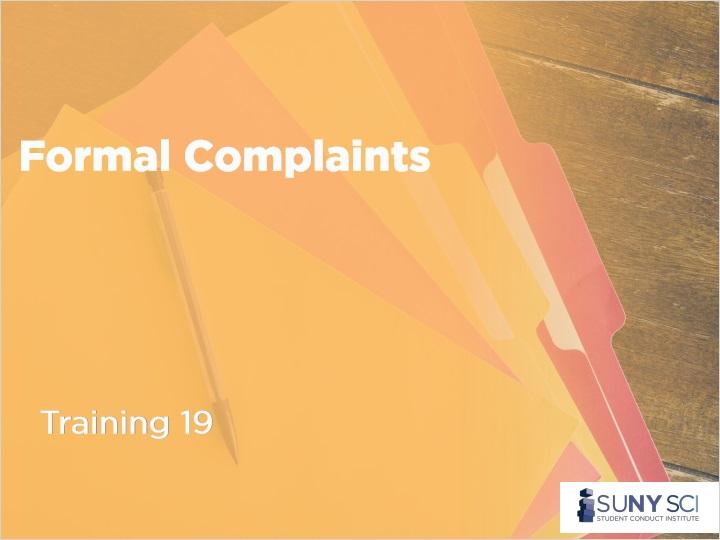 Formal Complaints
Training 19
SUNY SCI
STUDENT CONDUCT INSTITUTE